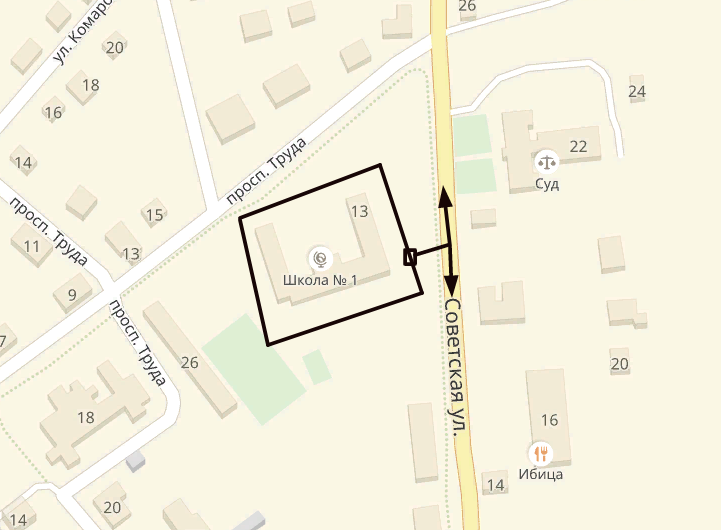 26
ул. Комаро
20
18
24
16
22
просп. Труда
14
Суд
13
15
просп. Труда
11
13
Школа № 1
9
просп. Труда
Советская ул.
7
26
20
18
16
Ибица
14
20
14